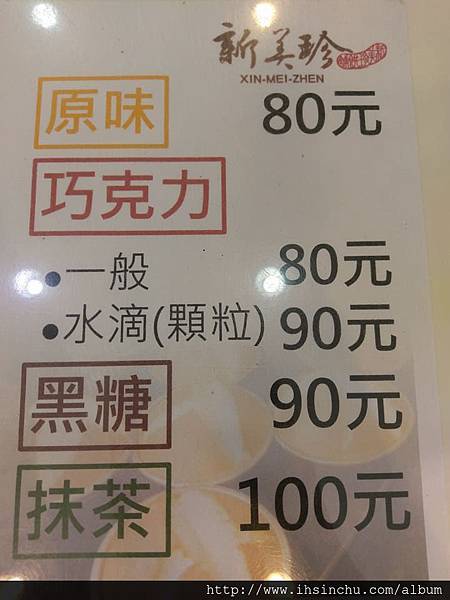 新美珍
XIN-MEI-ZHEN
原味 80元
巧克力
●一般 80元
●水滴(顆粒) 90元
黑糖 90元
抹茶 100元
http://www.ihsinchu.com/album